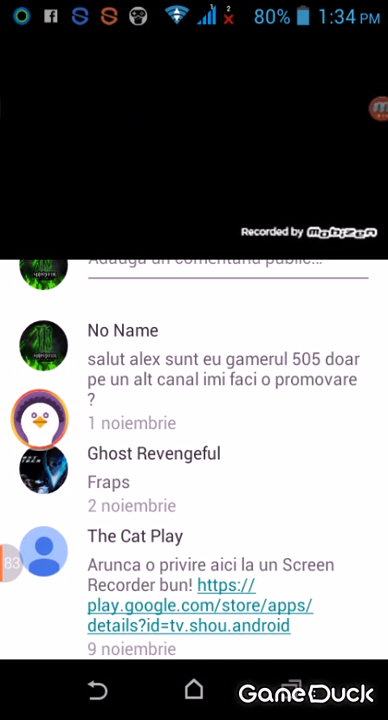 2
80% 1:34 PM
Recorded by Mobizen
Adauga un comentariu public...
No Name
salut alex sunt eu gamerul 505 doar
pe un alt canal imi faci o promovare
?
1 noiembrie
Ghost Revengeful
Fraps
2 noiembrie
The Cat Play
Arunca o privire aici la un Screen
Recorder bun! https://
play.google.com/store/apps/
details?id=tv.shou.android
9 noiembrie
83
GameDuck